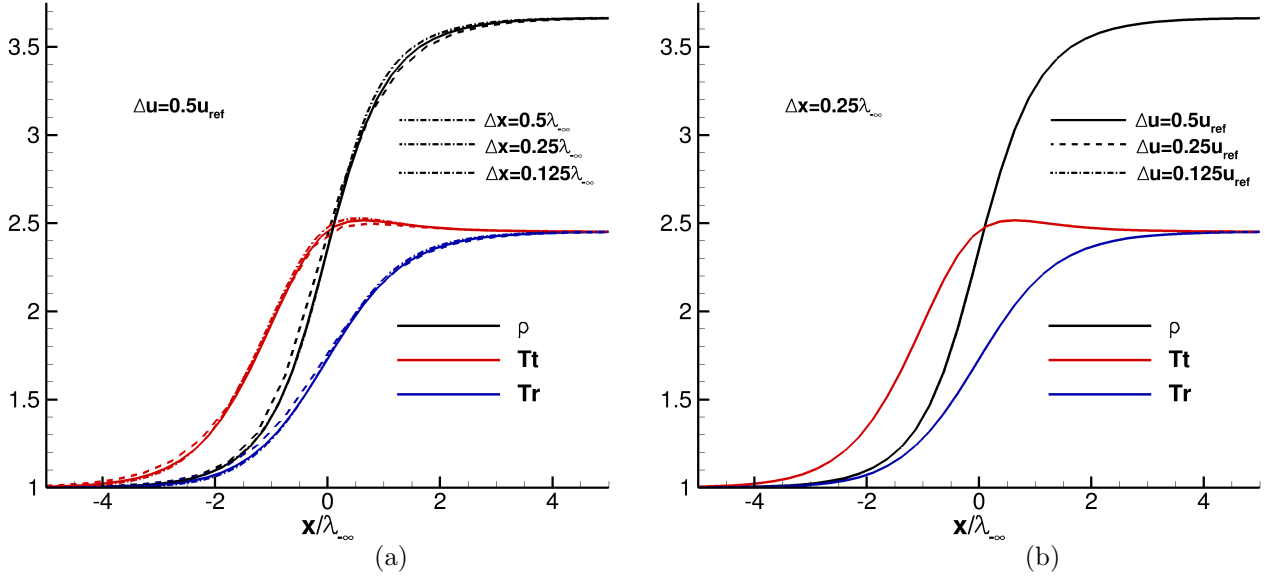 3.5
3
2.5
2
1.5
1
Δu=0.5u_ref
Δx=0.5λ_-∞
Δx=0.25λ_-∞
Δx=0.125λ_-∞
ρ
Tt
Tr
-4 -2 0 2 4
x/λ_-∞
(a)
3.5
3
2.5
2
1.5
1
Δx=0.25λ_-∞
Δu=0.5u_ref
Δu=0.25u_ref
Δu=0.125u_ref
ρ
Tt
Tr
-4 -2 0 2 4
x/λ_-∞
(b)